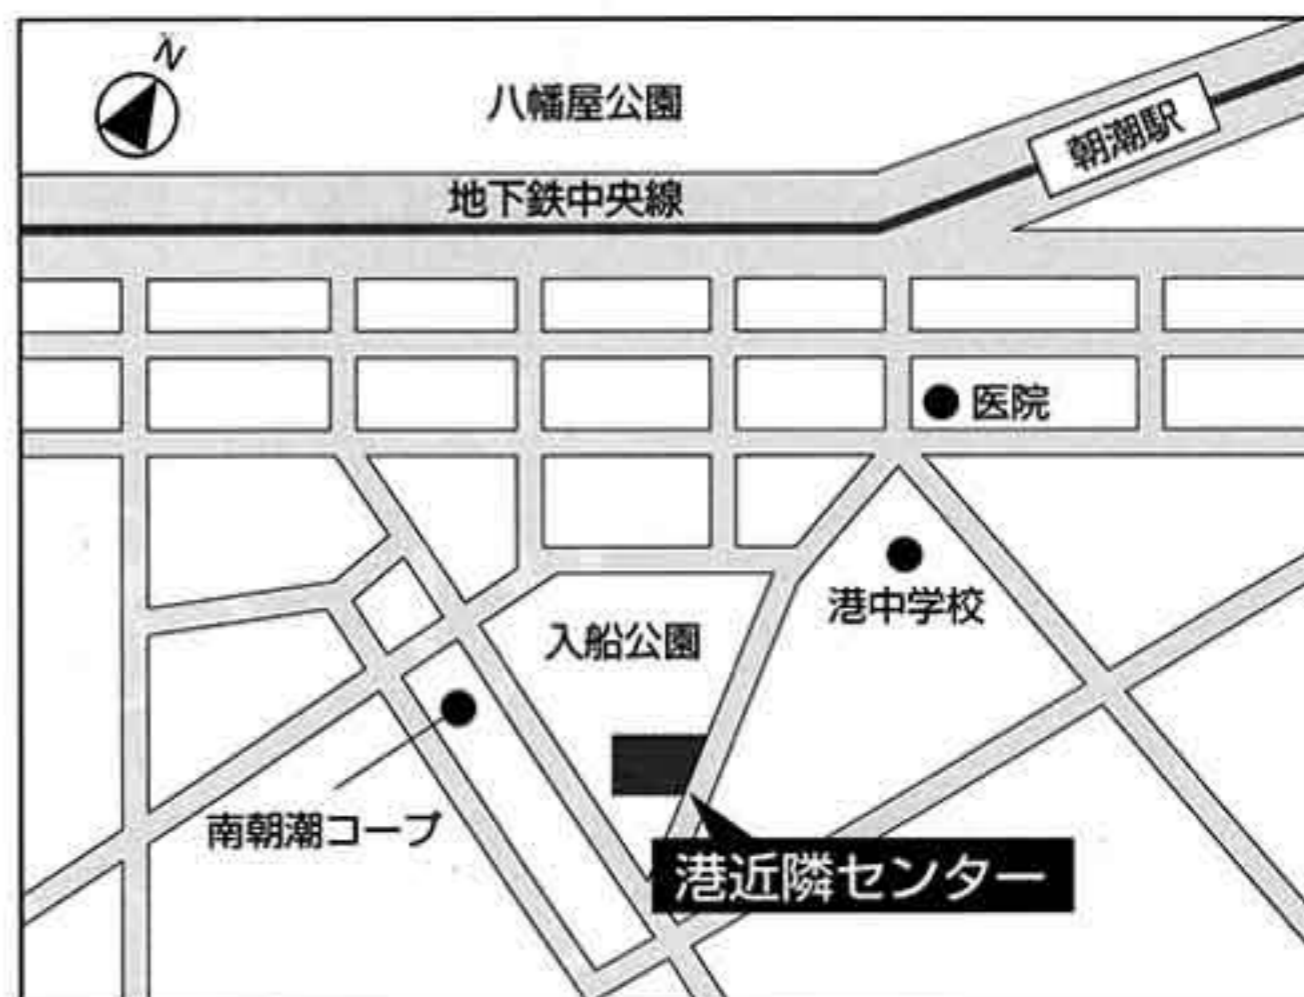 N
八幡屋公園
朝潮駅
地下鉄中央線
医院
港中学校
入船公園
南朝潮コープ
港近隣センター